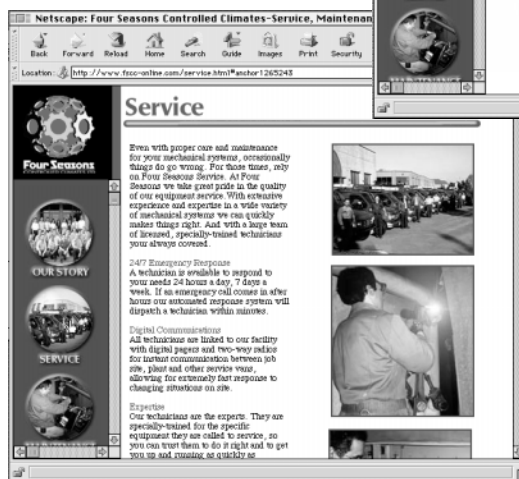 Netscape: Four Seasons Controlled Climates-Service, Maintenan
Back Forward Reload Home Search Guide Images Print Security
Location: http://www.fscc-online.com/service.html#anchor1265243
Four Seasons
CONTROLLED CLIMATES
OUR STORY
SERVICE
MAINTENANCE
Service
Even with proper care and maintenance
for your mechanical systems, occasionally
things do go wrong. For those times, rely
on Four Seasons Service. At Four
Seasons we take great pride in the quality
of our equipment service. With extensive
experience and expertise in a wide variety
of mechanical systems we can quickly
makes things right. And with a large team
of licensed, specially-trained technicians
your always covered.
24/7 Emergency Response
A technician is available to respond to
your needs 24 hours a day, 7 days a
week. If an emergency call comes in after
hours our automated response system will
dispatch a technician within minutes.
Digital Communications
All technicians are linked to our facility
with digital pagers and two-way radios
for instant communication between job
site, plant and other service vans,
allowing for extremely fast response to
changing situations on site.
Expertise
Our technicians are the experts. They are
specially-trained for the specific
equipment they are called to service, so
you can trust them to do it right and to get
you up and running as quickly as
MAINTENANCE